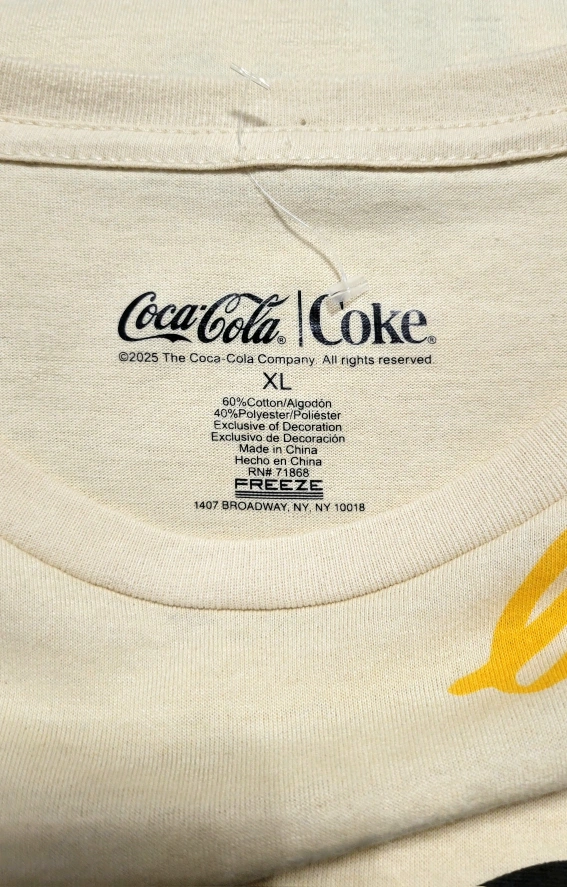 Coca-Cola® | Coke®
©2025 The Coca-Cola Company. All rights reserved.
XL
60%Cotton/Algodón
40%Polyester/Poliéster
Exclusive of Decoration
Exclusivo de Decoración
Made in China
Hecho en China
RN# 71868
FREEZE
1407 BROADWAY, NY, NY 10018